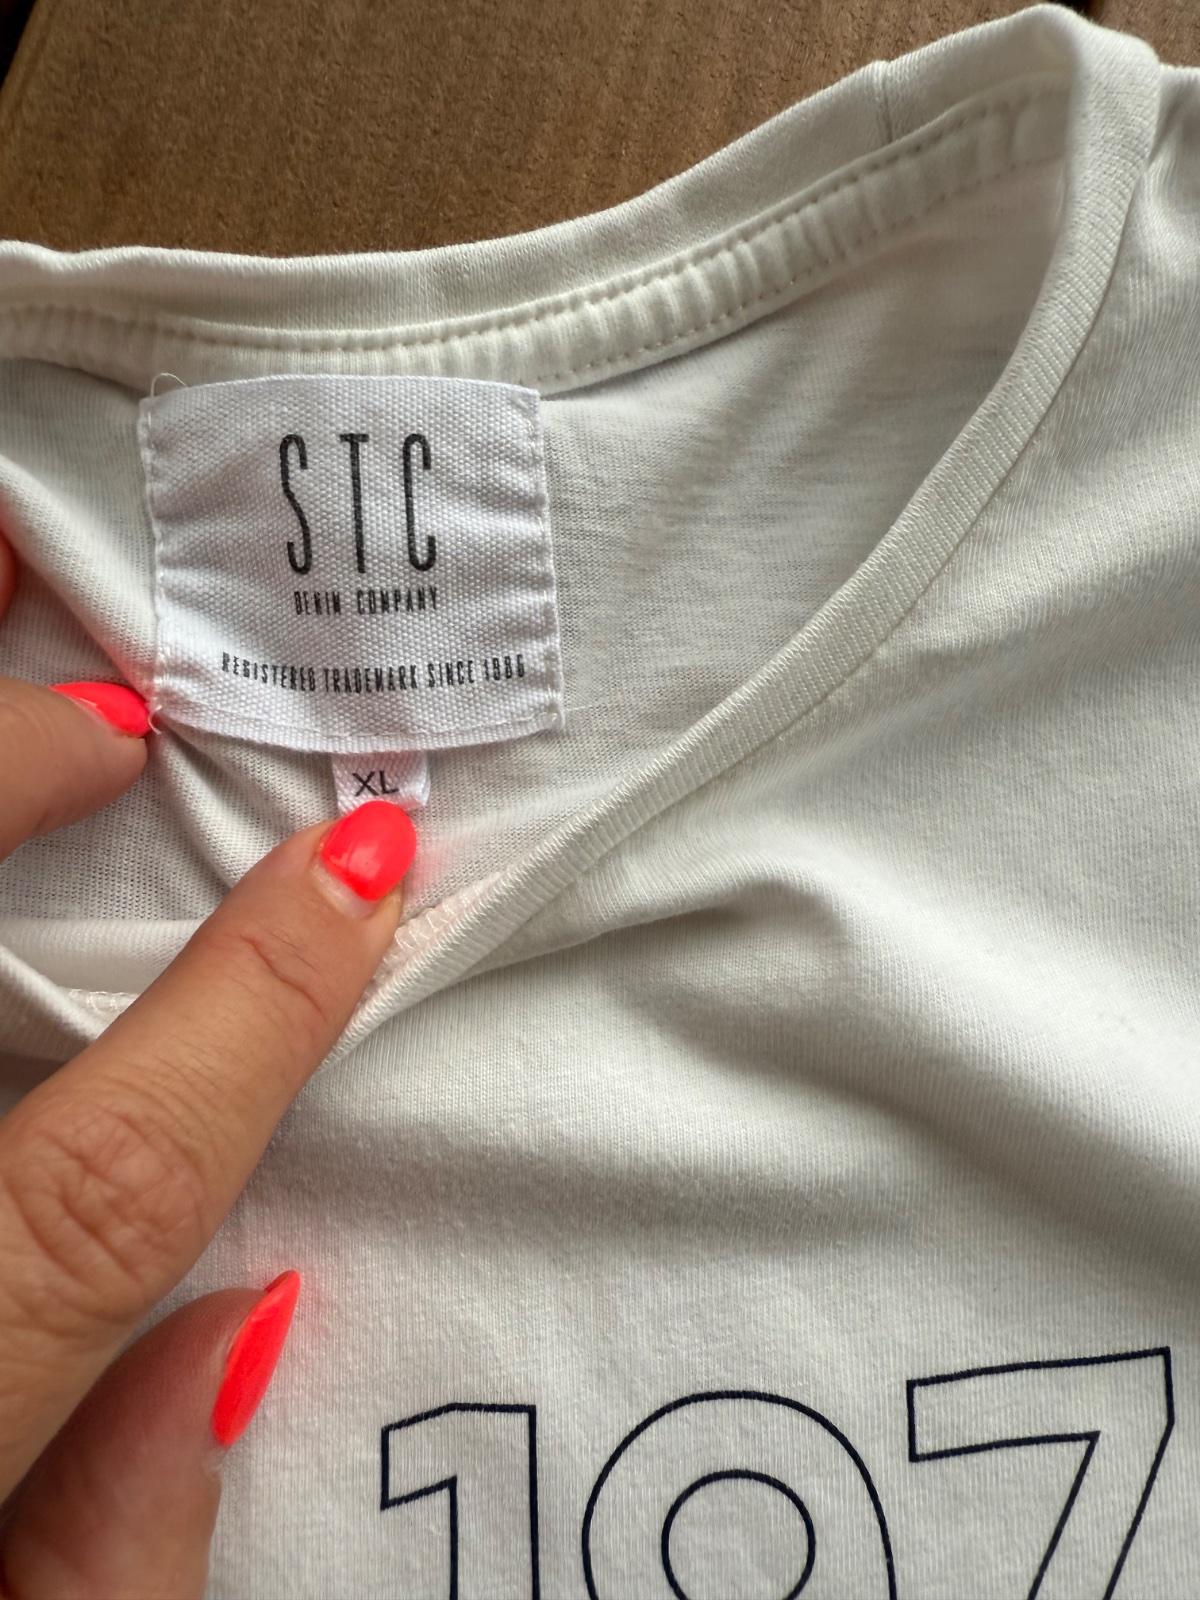 STC
DENIM COMPANY
REGISTERED TRADEMARK SINCE 1986
XL
197